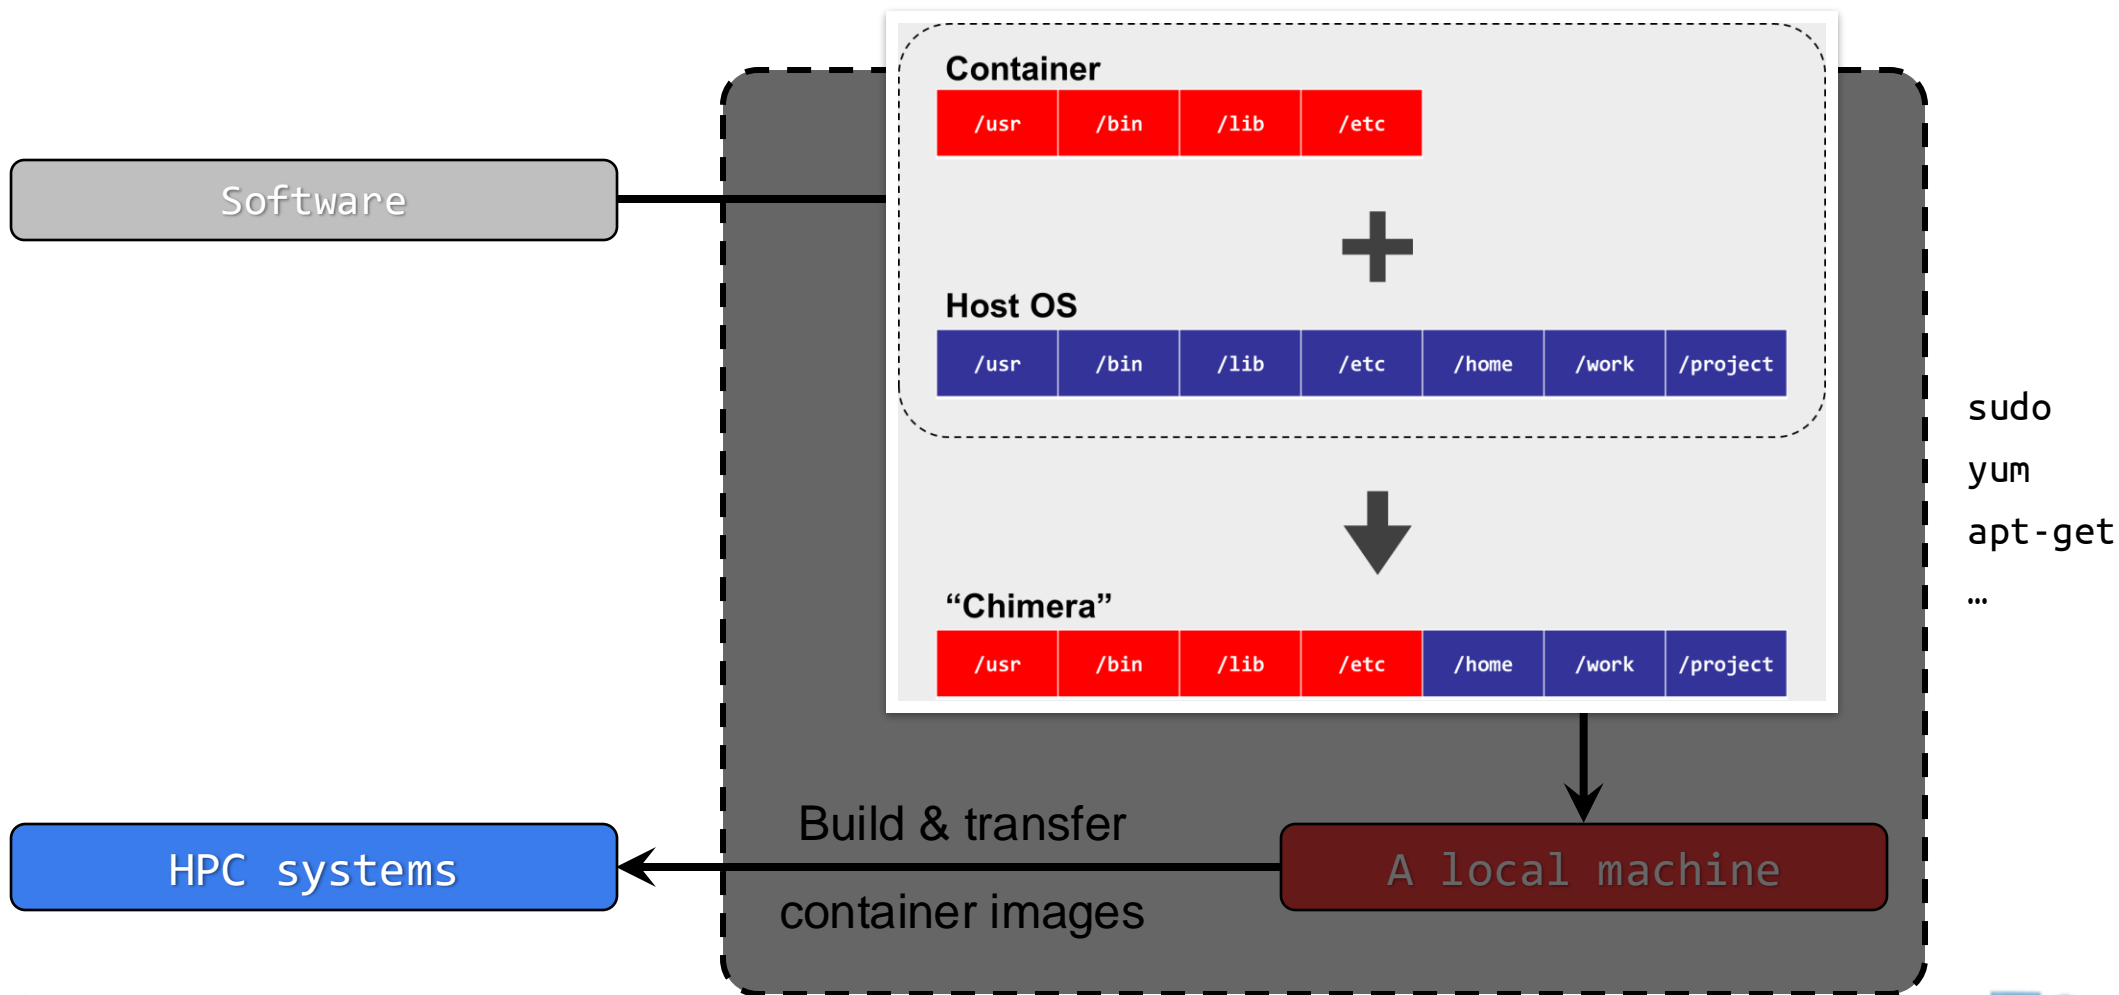 Container
/usr /bin /lib /etc
Software
Host OS
/usr /bin /lib /etc /home /work /project
sudo
yum
apt-get
…
“Chimera”
/usr /bin /lib /etc /home /work /project
Build & transfer
container images
HPC systems
A local machine